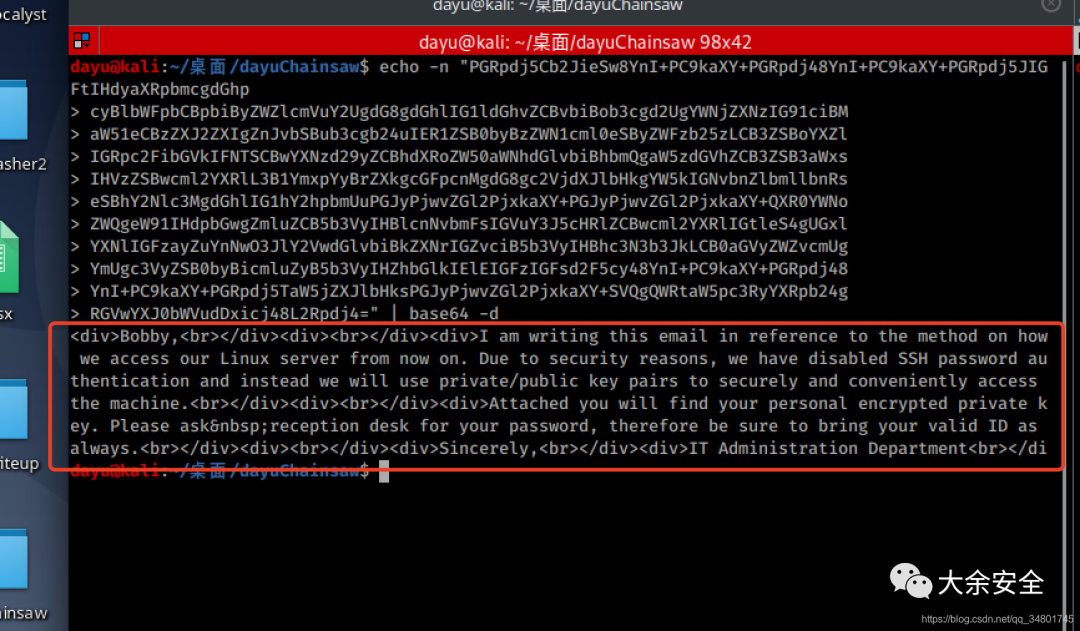 ocalyst
dayu@kali: ~/桌面/dayuChainsaw
dayu@kali: ~/桌面/dayuChainsaw 98x42
dayu@kali:~/桌面/dayuChainsaw$ echo -n "PGRpdj5Cb2JieSw8YnI+PC9kaXY+PGRpdj48YnI+PC9kaXY+PGRpdj5JIG
FtIHdyaXRpbmcgdGhp
> cyBlbWFpbCBpbiByZWZlcmVuY2UgdG8gdGhlIG1ldGhvZCBvbiBob3cgd2UgYWNjZXNzIG91ciBM
> aW51eCBzZXJ2ZXIgZnJvbSBub3cgb24uIER1ZSB0byBzZWN1cml0eSByZWFzb25zLCB3ZSBoYXZl
> IGRpc2FibGVkIFNTSCBwYXNzd29yZCBhdXRoZW50aWNhdGlvbiBhbmQgaW5zdGVhZCB3ZSB3aWxs
> IHVzZSBwcml2YXRlL3B1YmxpYyBrZXkgcGFpcnMgdG8gc2VjdXJlbHkgYW5kIGNvbnZlbmllbnRs
> eSBhY2Nlc3MgdGhlIG1hY2hpbmUuPGJyPjwvZGl2PjxkaXY+PGJyPjwvZGl2PjxkaXY+QXR0YWNo
> ZWQgeW91IHdpbGwgZmluZCB5b3VyIHBlcnNvbmFsIGVuY3J5cHRlZCBwcml2YXRlIGtleS4gUGxl
> YXNlIGFzayZuYnNwO3JlY2VwdGlvbiBkZXNrIGZvciB5b3VyIHBhc3N3b3JkLCB0aGVyZWZvcmUg
> YmUgc3VyZSB0byBicmluZyB5b3VyIHZhbGlkIElEIGFzIGFsd2F5cy48YnI+PC9kaXY+PGRpdj48
> YnI+PC9kaXY+PGRpdj5TaW5jZXJlbHksPGJyPjwvZGl2PjxkaXY+SVQgQWRtaW5pc3RyYXRpb24g
> RGVwYXJ0bWVudDxicj48L2Rpdj4=" | base64 -d
<div>Bobby,<br></div><div><br></div><div>I am writing this email in reference to the method on how
we access our Linux server from now on. Due to security reasons, we have disabled SSH password au
thentication and instead we will use private/public key pairs to securely and conveniently access
the machine.<br></div><div><br></div><div>Attached you will find your personal encrypted private k
ey. Please ask&nbsp;reception desk for your password, therefore be sure to bring your valid ID as
always.<br></div><div><br></div><div>Sincerely,<br></div><div>IT Administration Department<br></di
dayu@kali:~/桌面/dayuChainsaw$
asher2
sx
iteup
ainsaw
大余安全
https://blog.csdn.net/qq_34801745